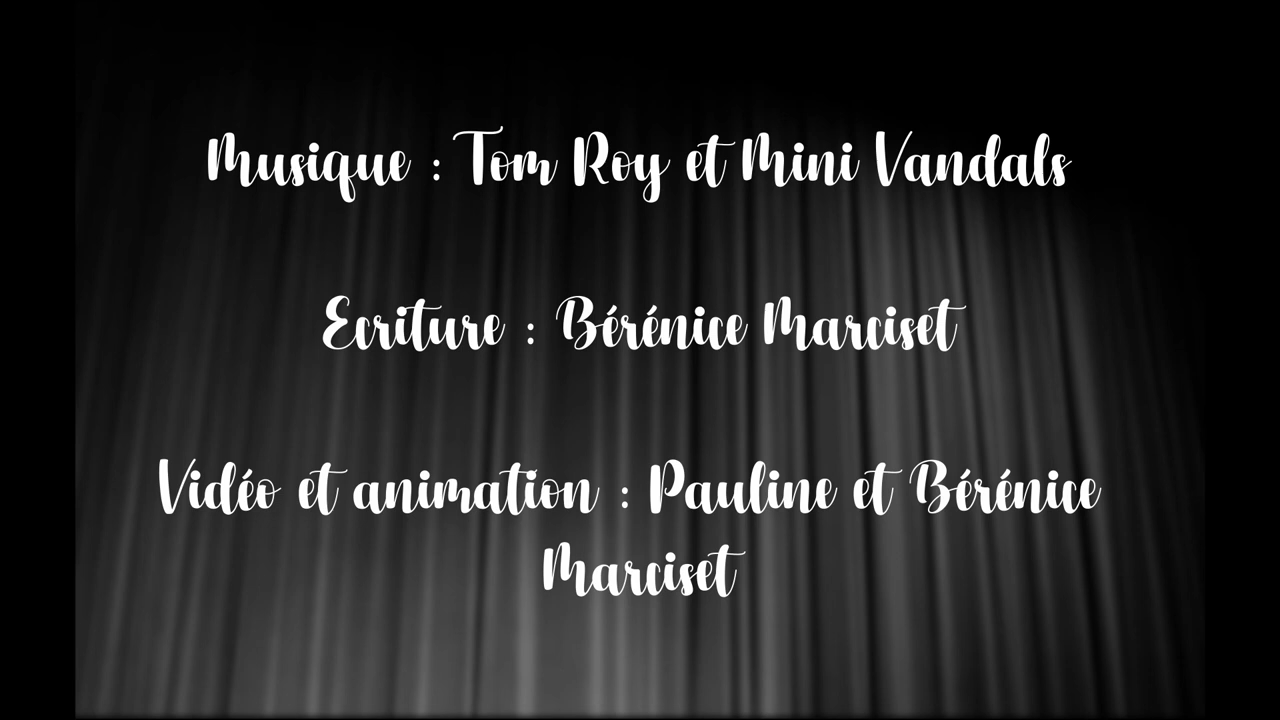 Musique : Tom Roy et Mini Vandals
Ecriture : Bérénice Marciset
Vidéo et animation : Pauline et Bérénice
Marciset